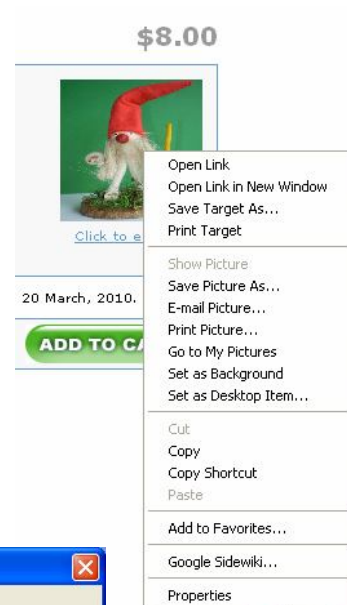 $8.00
Click to e
20 March, 2010.
ADD TO CA
Open Link
Open Link in New Window
Save Target As...
Print Target
Show Picture
Save Picture As...
E-mail Picture...
Print Picture...
Go to My Pictures
Set as Background
Set as Desktop Item...
Cut
Copy
Copy Shortcut
Paste
Add to Favorites...
Google Sidewiki...
Properties